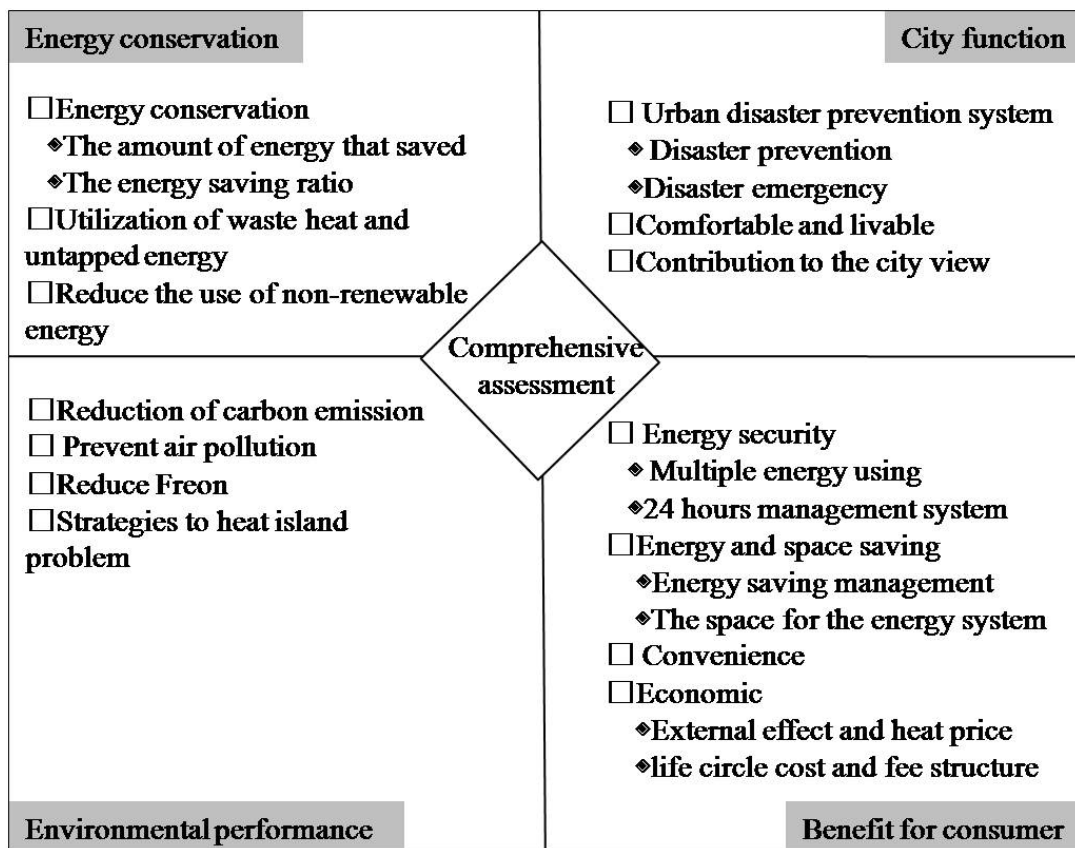 Energy conservation
□Energy conservation
◈The amount of energy that saved
◈The energy saving ratio
□Utilization of waste heat and
untapped energy
□Reduce the use of non-renewable
energy
City function
□ Urban disaster prevention system
◈ Disaster prevention
◈Disaster emergency
□Comfortable and livable
□Contribution to the city view
Comprehensive
assessment
□Reduction of carbon emission
□ Prevent air pollution
□Reduce Freon
□Strategies to heat island
problem
Environmental performance
□ Energy security
◈ Multiple energy using
◈24 hours management system
□Energy and space saving
◈Energy saving management
◈The space for the energy system
□ Convenience
□Economic
◈External effect and heat price
◈life circle cost and fee structure
Benefit for consumer